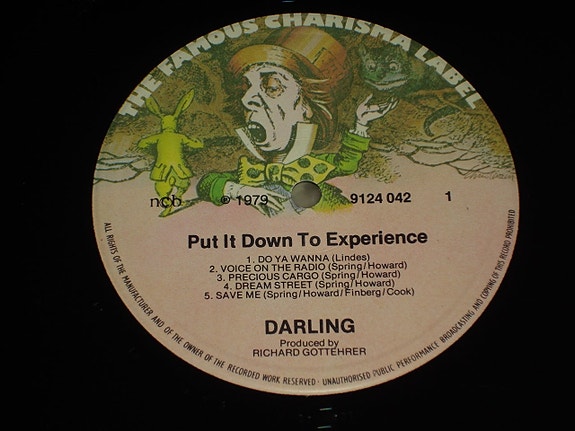 THE FAMOUS CHARISMA LABEL
ncb ℗ 1979 9124 042 1
Put It Down To Experience
1. DO YA WANNA (Lindes)
2. VOICE ON THE RADIO (Spring/Howard)
3. PRECIOUS CARGO (Spring/Howard)
4. DREAM STREET (Spring/Howard)
5. SAVE ME (Spring/Howard/Finberg/Cook)
DARLING
Produced by
RICHARD GOTTEHRER
ALL RIGHTS OF THE MANUFACTURER AND OF THE OWNER OF THE RECORDED WORK RESERVED · UNAUTHORISED PUBLIC PERFORMANCE BROADCASTING AND COPYING OF THIS RECORD PROHIBITED